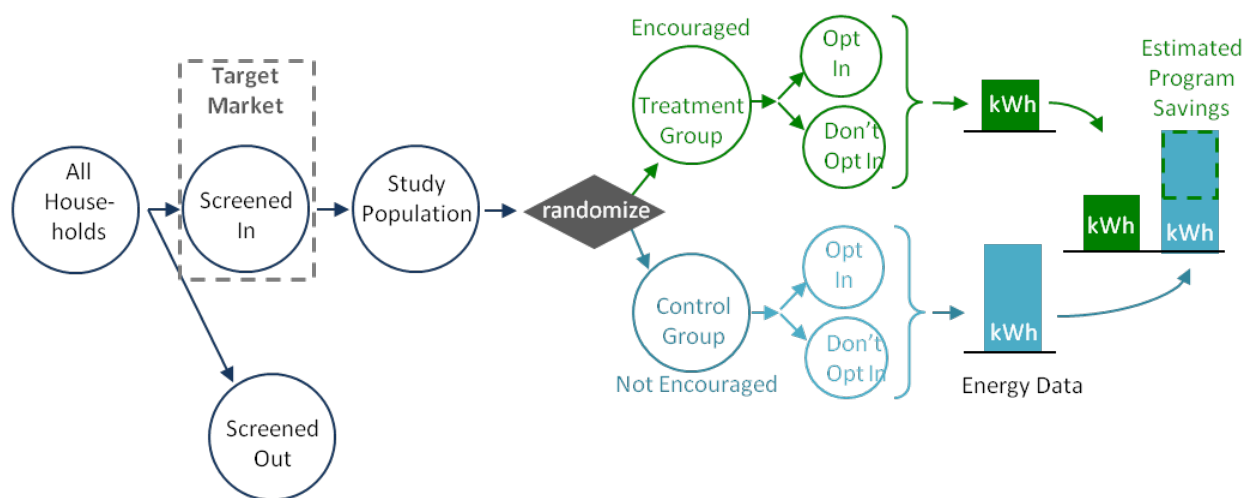 All
House-
holds
Target
Market
Screened
In
Screened
Out
Study
Population
randomize
Encouraged
Treatment
Group
Opt
In
Don't
Opt In
kWh
Control
Group
Not Encouraged
Opt
In
Don't
Opt In
kWh
Energy Data
Estimated
Program
Savings
kWh
kWh